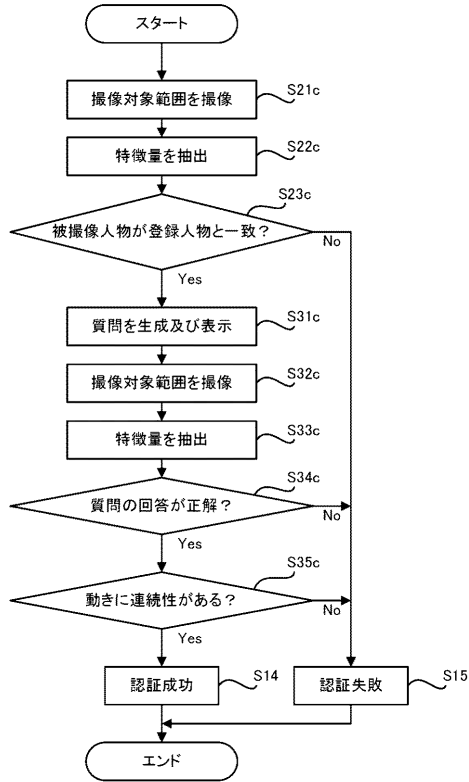 スタート
撮像対象範囲を撮像
S21c
特徴量を抽出
S22c
被撮像人物が登録人物と一致？
S23c
No
Yes
質問を生成及び表示
S31c
撮像対象範囲を撮像
S32c
特徴量を抽出
S33c
質問の回答が正解？
S34c
No
Yes
動きに連続性がある？
S35c
No
Yes
認証成功
S14
認証失敗
S15
エンド